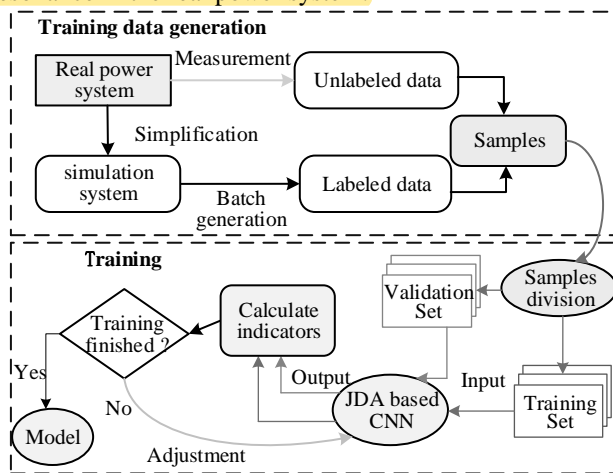 Training data generation
Real power
system
Measurement
Unlabeled data
Simplification
Samples
simulation
system
Batch
generation
Labeled data
Training
Samples
division
Validation
Set
Calculate
indicators
Training
finished ?
Yes
No
Output
JDA based
CNN
Input
Training
Set
Model
Adjustment